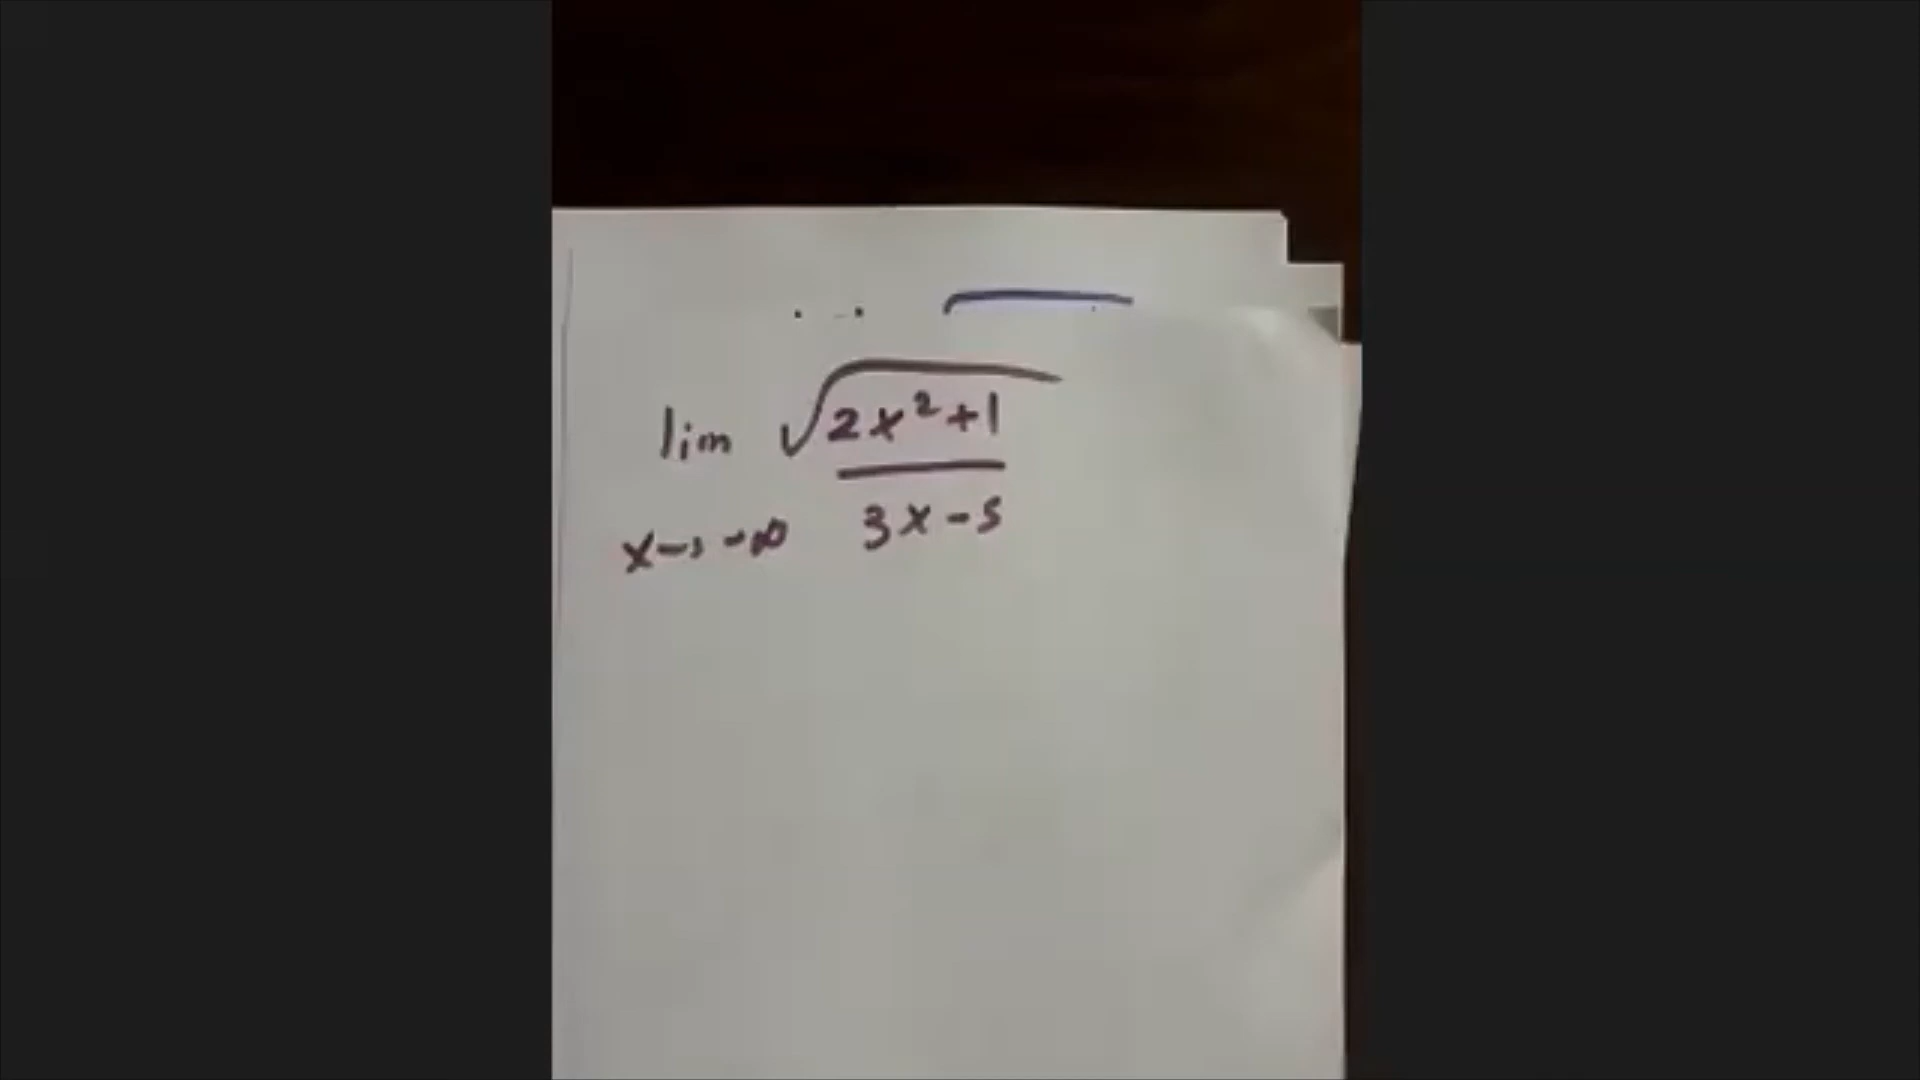 lim √2x²+1
x→-∞ 3x-5